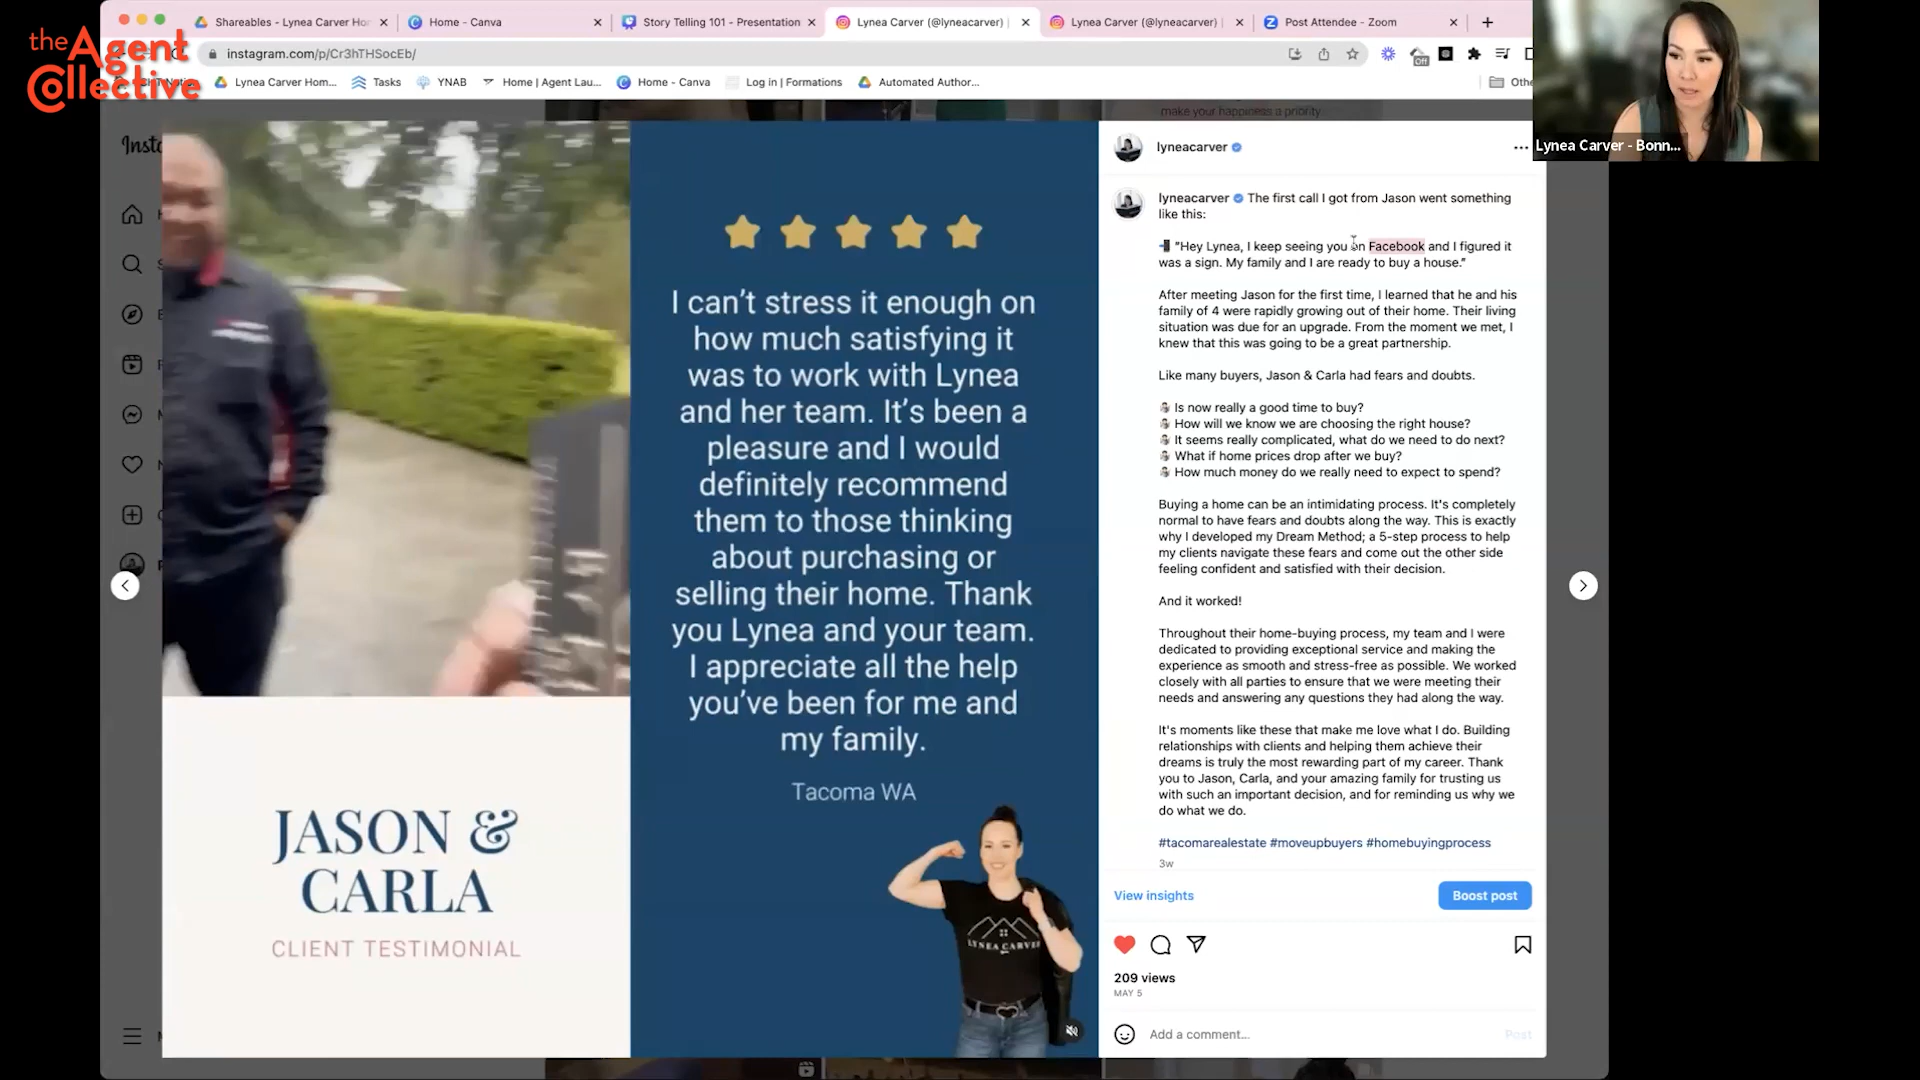 the Agent Collective
Shareables - Lynea Carver Ho
Home - Canva
Story Telling 101 - Presentation
Lynea Carver (@lyneacarver) |
Lynea Carver (@lyneacarver) |
Post Attendee - Zoom
instagram.com/p/Cr3hTHSocEb/
Off
Lynea Carver Hom...
Tasks
YNAB
Home | Agent Lau...
Home - Canva
Log in | Formations
Automated Author...
Othe
make your happiness a priority
Insta
Lynea Carver - Bonn...
I can't stress it enough on
how much satisfying it
was to work with Lynea
and her team. It's been a
pleasure and I would
definitely recommend
them to those thinking
about purchasing or
selling their home. Thank
you Lynea and your team.
I appreciate all the help
you've been for me and
my family.
Tacoma WA
LYNEA CARVER
JASON &
CARLA
CLIENT TESTIMONIAL
lyneacarver
lyneacarver The first call I got from Jason went something
like this:
"Hey Lynea, I keep seeing you on Facebook and I figured it
was a sign. My family and I are ready to buy a house."
After meeting Jason for the first time, I learned that he and his
family of 4 were rapidly growing out of their home. Their living
situation was due for an upgrade. From the moment we met, I
knew that this was going to be a great partnership.
Like many buyers, Jason & Carla had fears and doubts.
Is now really a good time to buy?
How will we know we are choosing the right house?
It seems really complicated, what do we need to do next?
What if home prices drop after we buy?
How much money do we really need to expect to spend?
Buying a home can be an intimidating process. It's completely
normal to have fears and doubts along the way. This is exactly
why I developed my Dream Method; a 5-step process to help
my clients navigate these fears and come out the other side
feeling confident and satisfied with their decision.
And it worked!
Throughout their home-buying process, my team and I were
dedicated to providing exceptional service and making the
experience as smooth and stress-free as possible. We worked
closely with all parties to ensure that we were meeting their
needs and answering any questions they had along the way.
It's moments like these that make me love what I do. Building
relationships with clients and helping them achieve their
dreams is truly the most rewarding part of my career. Thank
you to Jason, Carla, and your amazing family for trusting us
with such an important decision, and for reminding us why we
do what we do.
#tacomarealestate #moveupbuyers #homebuyingprocess
3w
View insights
Boost post
209 views
MAY 5
Add a comment...
Post